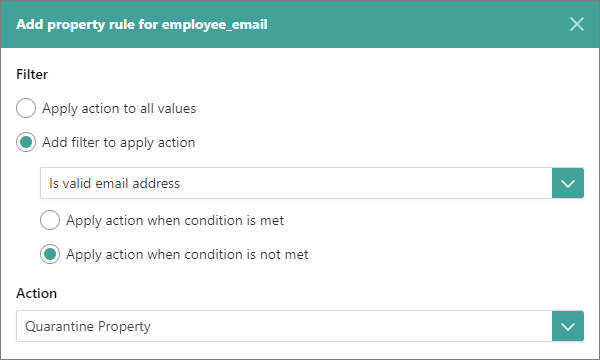 Add property rule for employee_email
Filter
Apply action to all values
Add filter to apply action
Is valid email address
Apply action when condition is met
Apply action when condition is not met
Action
Quarantine Property